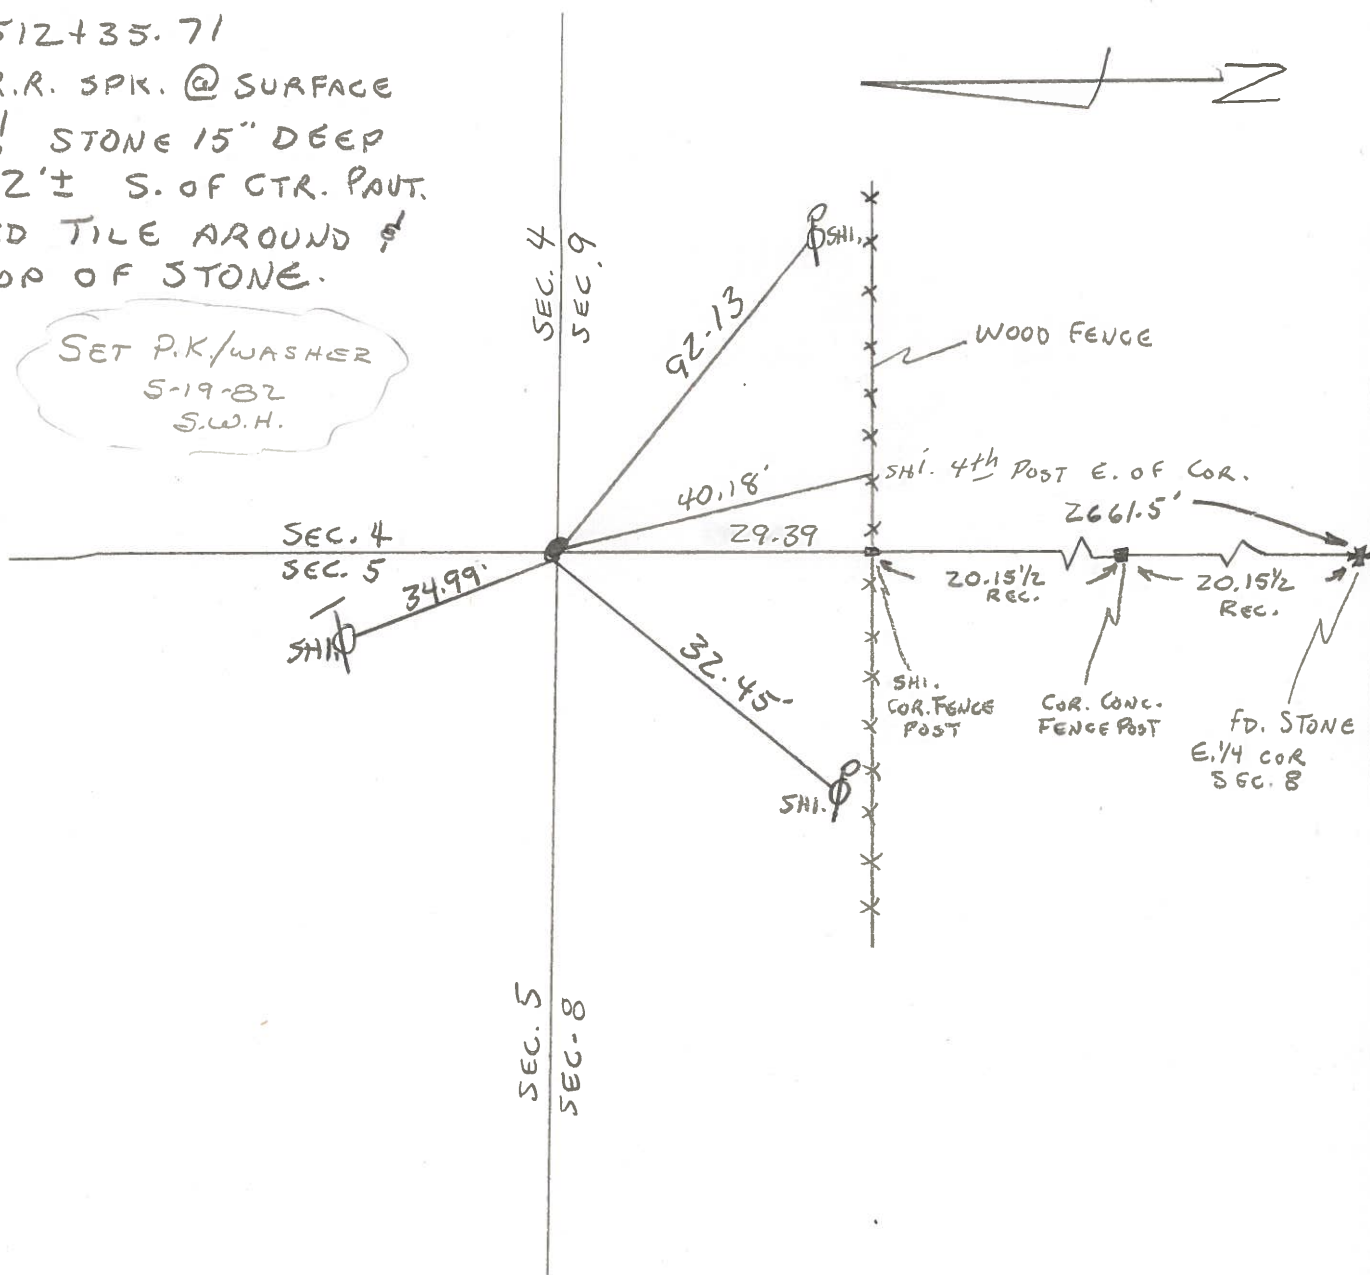 512+35.71
R.R. SPK. @ SURFACE
STONE 15" DEEP
2'± S. OF CTR. PAVT.
TILE AROUND &
OF STONE.
SET P.K./WASHER
5-19-82
S.W.H.
N
SEC. 4
SEC. 9
SHI.
92.13
WOOD FENCE
SHI. 4th POST E. OF COR.
40.18'
2661.5'
29.39
SEC. 4
SEC. 5
34.99'
SHI.
20.15½
REC.
20.15½
REC.
32.45
SHI.
COR. FENCE
POST
COR. CONC.
FENCE POST
FD. STONE
E. 1/4 COR
SEC. 8
SHI.
SEC. 5
SEC. 8